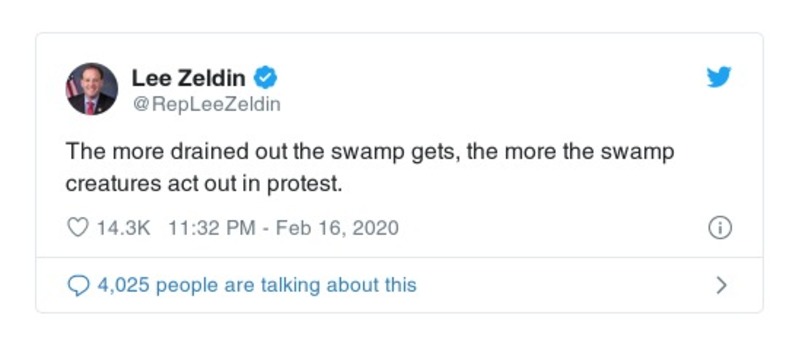 Lee Zeldin
@RepLeeZeldin
The more drained out the swamp gets, the more the swamp
creatures act out in protest.
14.3K 11:32 PM - Feb 16, 2020
4,025 people are talking about this